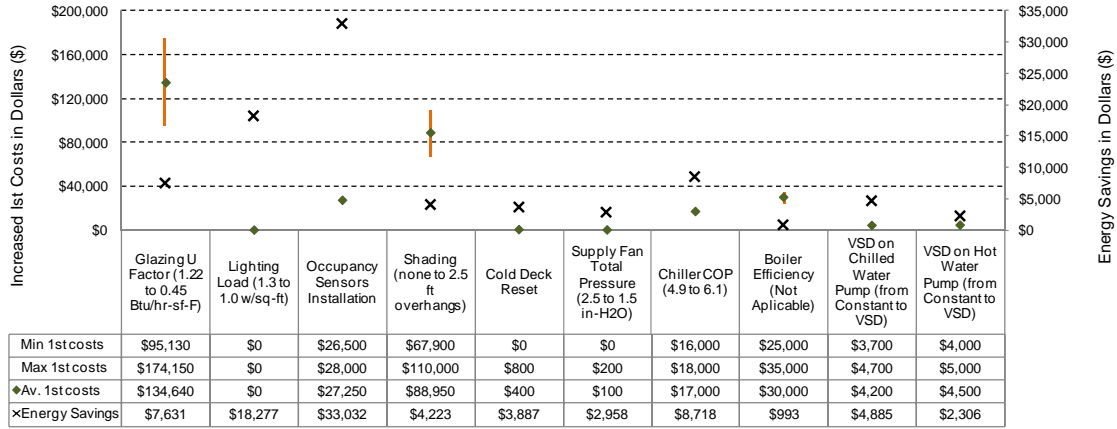 $200,000
$160,000
$120,000
$80,000
$40,000
$0
Increased Ist Costs in Dollars ($)
$35,000
$30,000
$25,000
$20,000
$15,000
$10,000
$5,000
$0
Energy Savings in Dollars ($)
Glazing U
Factor (1.22
to 0.45
Btu/hr-sf-F)
Lighting
Load (1.3 to
1.0 w/sq-ft)
Occupancy
Sensors
Installation
Shading
(none to 2.5
ft
overhangs)
Cold Deck
Reset
Supply Fan
Total
Pressure
(2.5 to 1.5
in-H2O)
Chiller COP
(4.9 to 6.1)
Boiler
Efficiency
(Not
Aplicable)
VSD on
Chilled
Water
Pump (from
Constant to
VSD)
VSD on Hot
Water
Pump (from
Constant to
VSD)
Min 1st costs $95,130 $0 $26,500 $67,900 $0 $0 $16,000 $25,000 $3,700 $4,000
Max 1st costs $174,150 $0 $28,000 $110,000 $800 $200 $18,000 $35,000 $4,700 $5,000
Av. 1st costs $134,640 $0 $27,250 $88,950 $400 $100 $17,000 $30,000 $4,200 $4,500
Energy Savings $7,631 $18,277 $33,032 $4,223 $3,887 $2,958 $8,718 $993 $4,885 $2,306